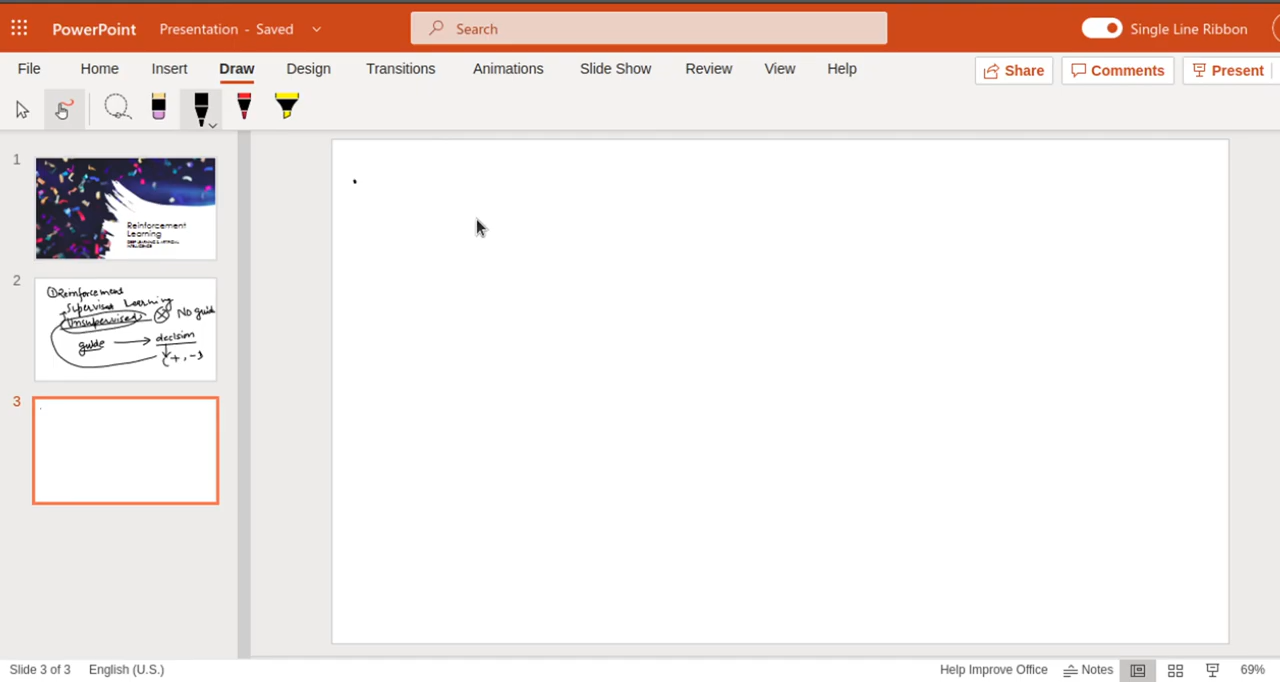 PowerPoint Presentation - Saved Search Single Line Ribbon
File Home Insert Draw Design Transitions Animations Slide Show Review View Help Share Comments Present
1
Reinforcement
Learning
2
① Reinforcement
Supervised Learning
Unsupervised No guid
guide decision
(+, -)
3
Slide 3 of 3 English (U.S.) Help Improve Office Notes 69%